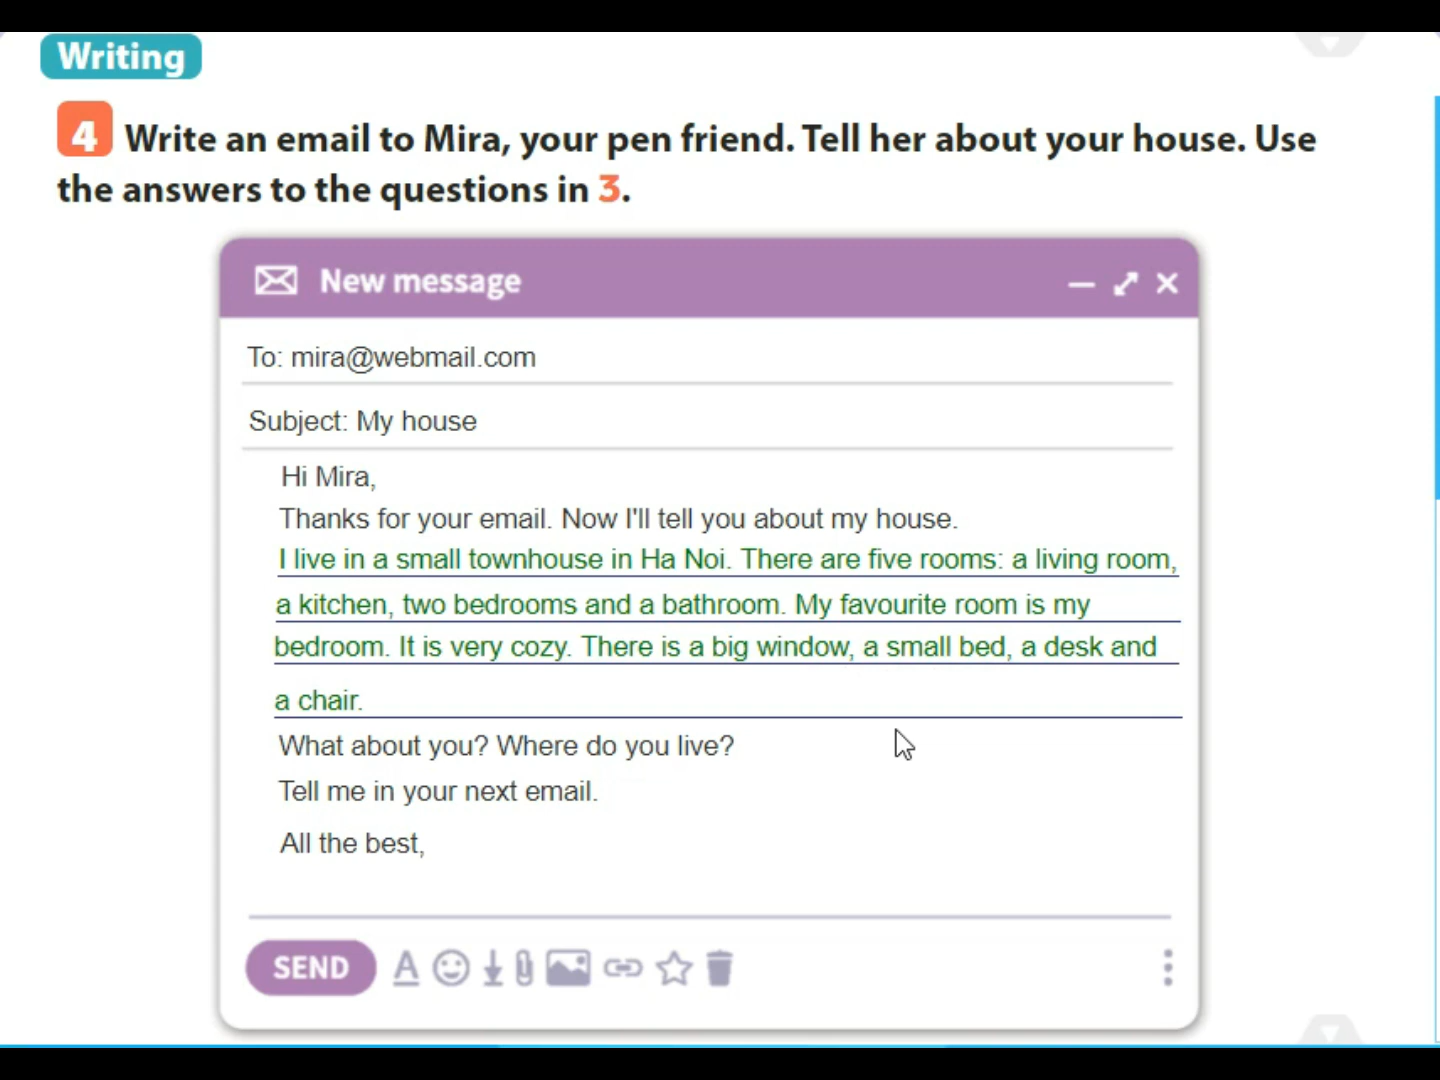 Writing
4 Write an email to Mira, your pen friend. Tell her about your house. Use
the answers to the questions in 3.
New message
To: mira@webmail.com
Subject: My house
Hi Mira,
Thanks for your email. Now I'll tell you about my house.
I live in a small townhouse in Ha Noi. There are five rooms: a living room,
a kitchen, two bedrooms and a bathroom. My favourite room is my
bedroom. It is very cozy. There is a big window, a small bed, a desk and
a chair.
What about you? Where do you live?
Tell me in your next email.
All the best,
SEND A